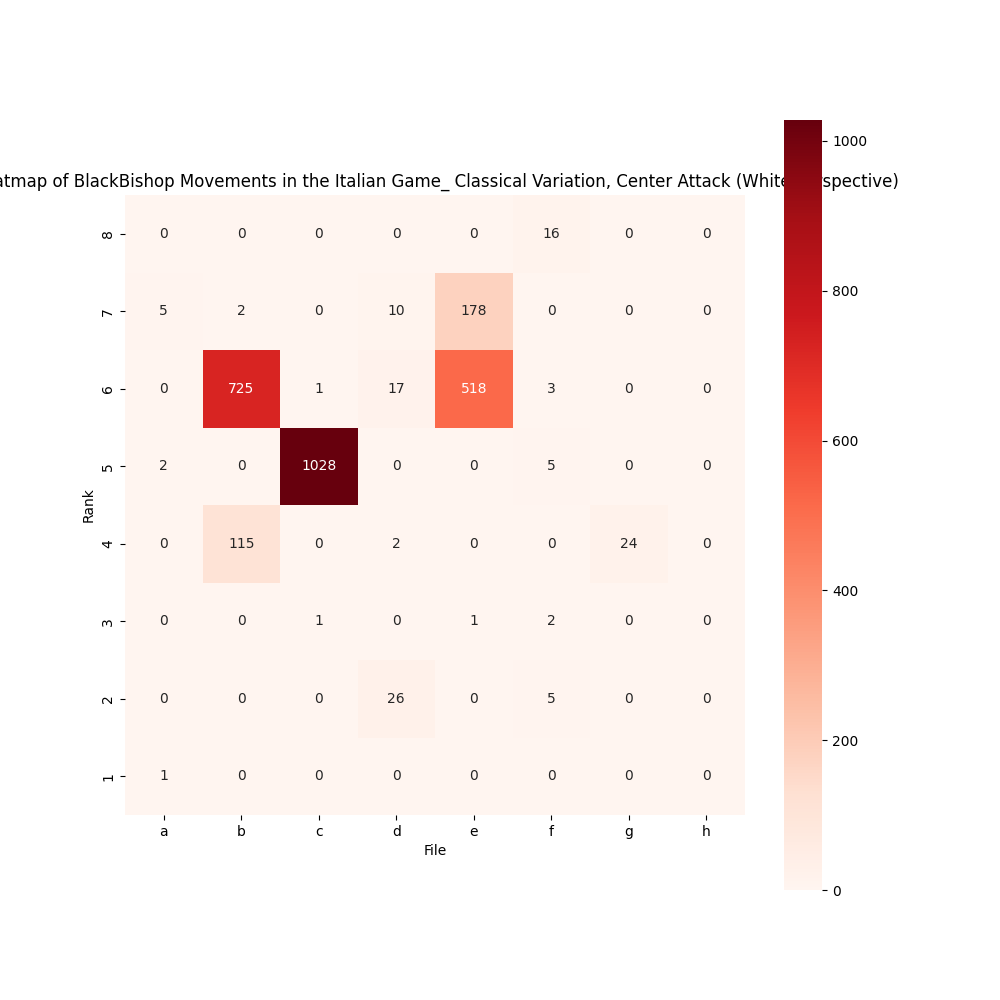 1000
atmap of BlackBishop Movements in the Italian Game_ Classical Variation, Center Attack (White Perspective)
8 0 0 0 0 0 16 0 0
800
7 5 2 0 10 178 0 0 0
6 0 725 1 17 518 3 0 0
600
5 2 0 1028 0 0 5 0 0
Rank
4 0 115 0 2 0 0 24 0
400
3 0 0 1 0 1 2 0 0
2 0 0 0 26 0 5 0 0
200
1 1 0 0 0 0 0 0 0
a b c d e f g h
File
0